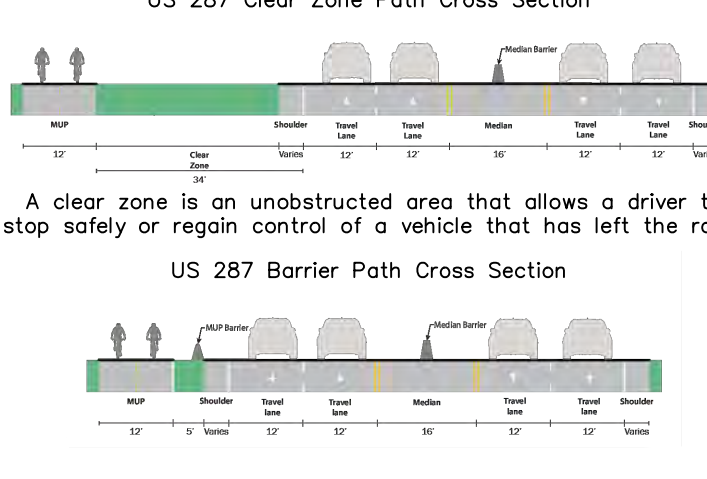 US 287 Clear Zone Path Cross Section
Median Barrier
MUP
Shoulder
Travel Lane
Travel Lane
Median
Travel Lane
Travel Lane
Shou
12'
Clear Zone
Varies
12'
12'
16'
12'
12'
Vari
34'
A clear zone is an unobstructed area that allows a driver t
stop safely or regain control of a vehicle that has left the ro
US 287 Barrier Path Cross Section
MUP Barrier
Median Barrier
MUP
Shoulder
Travel lane
Travel lane
Median
Travel lane
Travel lane
Shoulder
12'
5'
Varies
12'
12'
16'
12'
12'
Varies